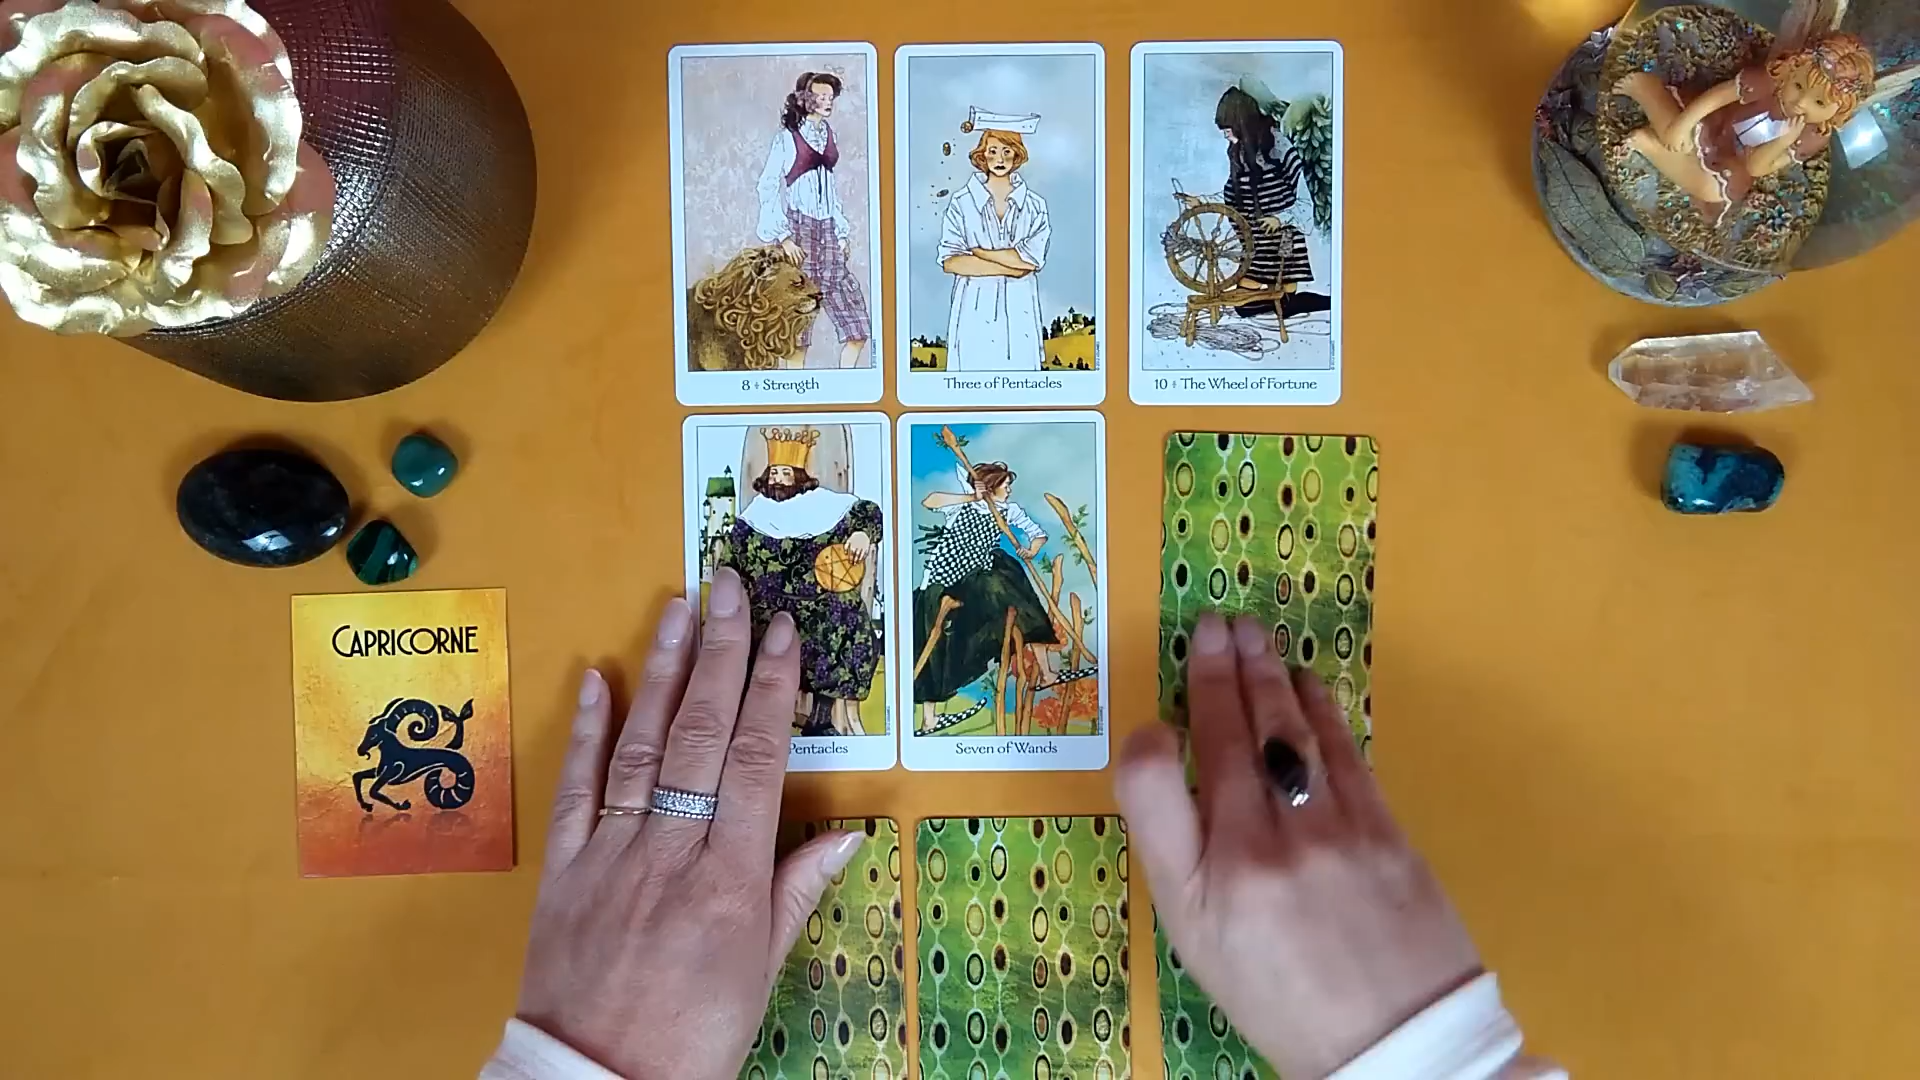 8 ♦ Strength
Three of Pentacles
10 ♦ The Wheel of Fortune
Pentacles
Seven of Wands
CAPRICORNE